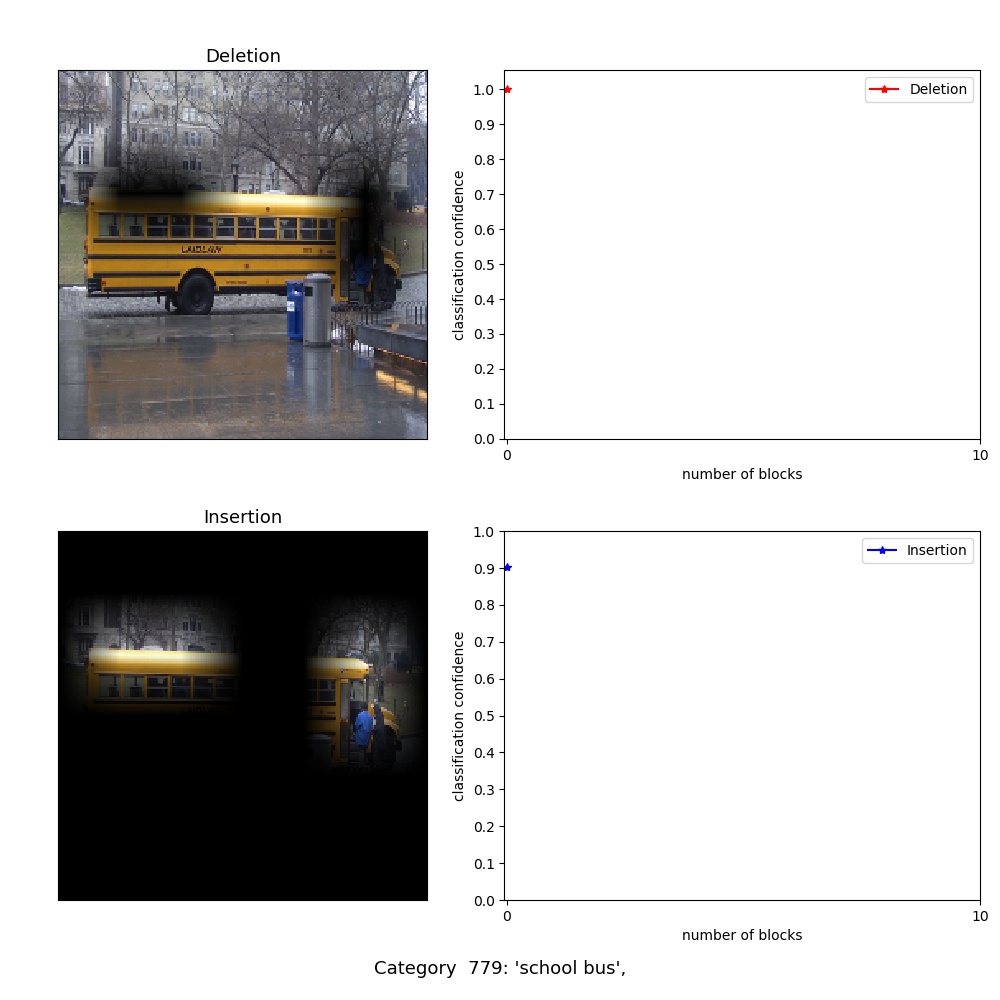 Deletion
1.0
0.9
0.8
0.7
0.6
0.5
0.4
0.3
0.2
0.1
0.0
classification confidence
Deletion
0
10
number of blocks
LAIDLAW
Insertion
1.0
0.9
0.8
0.7
0.6
0.5
0.4
0.3
0.2
0.1
0.0
classification confidence
Insertion
0
10
number of blocks
Category  779: 'school bus',